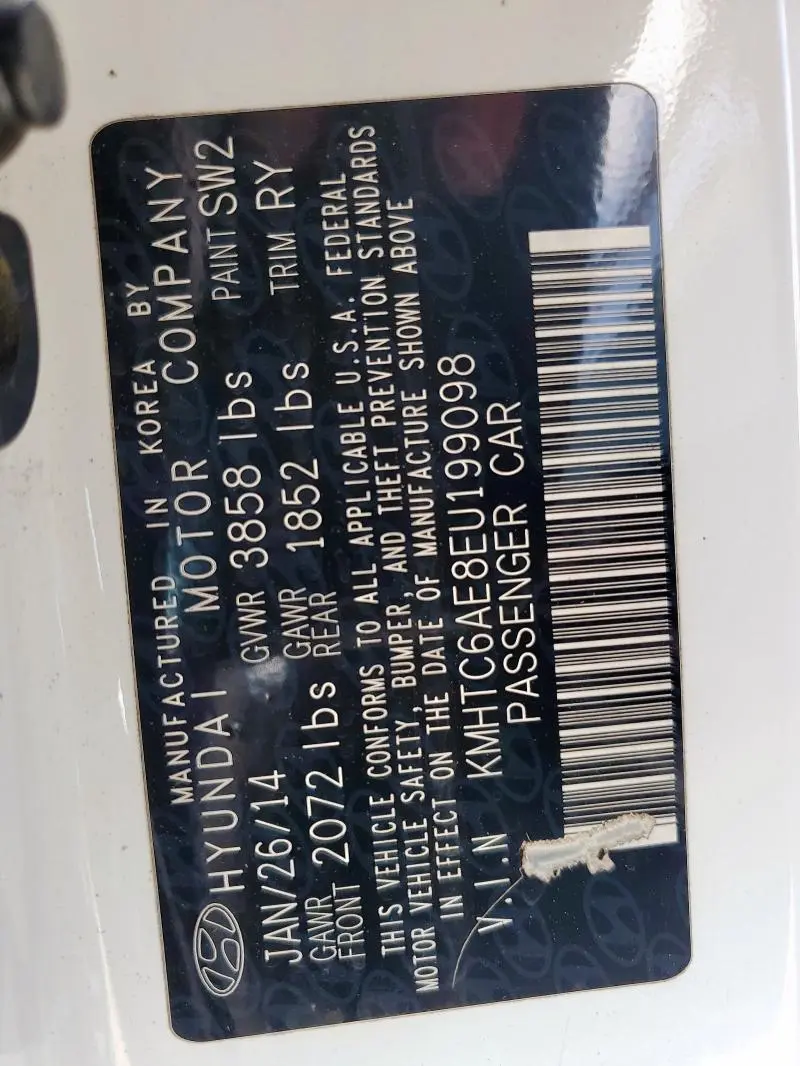 MANUFACTURED IN KOREA BY
HYUNDAI MOTOR COMPANY
JAN/26/14 GVWR 3858 lbs PAINT SW2
GAWR FRONT 2072 lbs GAWR REAR 1852 lbs TRIM RY
THIS VEHICLE CONFORMS TO ALL APPLICABLE U.S.A. FEDERAL
MOTOR VEHICLE SAFETY, BUMPER, AND THEFT PREVENTION STANDARDS
IN EFFECT ON THE DATE OF MANUFACTURE SHOWN ABOVE
V.I.N KMHTC6AE8EU199098
PASSENGER CAR